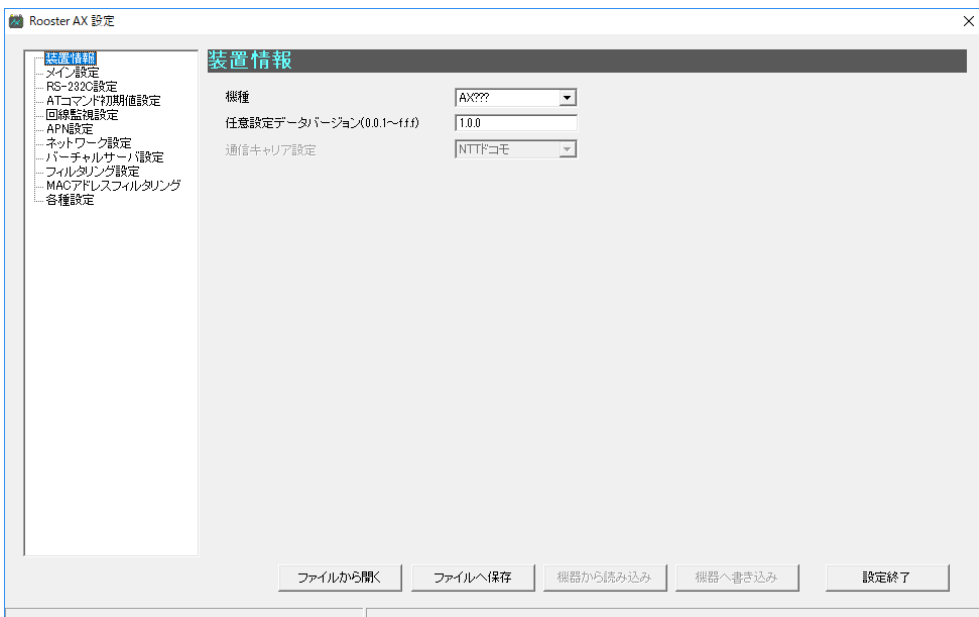 Rooster AX 設定
装置情報
メイン設定
RS-232C設定
ATコマンド初期値設定
回線監視設定
APN設定
ネットワーク設定
バーチャルサーバ設定
フィルタリング設定
MACアドレスフィルタリング
各種設定
装置情報
機種 AX???
任意設定データバージョン(0.0.1～f.f.f) 1.0.0
通信キャリア設定 NTTドコモ
ファイルから開く ファイルへ保存 機器から読み込み 機器へ書き込み 設定終了